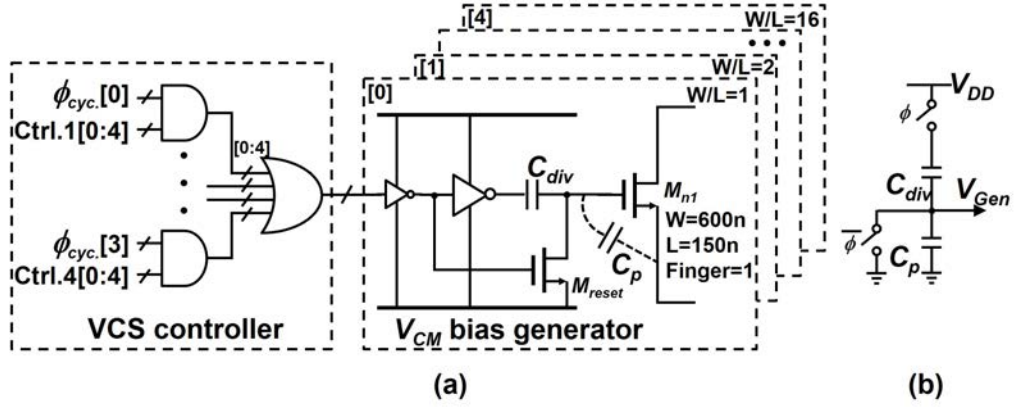 [4]
W/L=16
• • •
[1]
W/L=2
[0]
W/L=1
ϕcyc.[0]
Ctrl.1[0:4]
[0:4]
ϕcyc.[3]
Ctrl.4[0:4]
VCS controller
Cdiv
Mn1
W=600n
L=150n
Finger=1
Cp
Mreset
VCM bias generator
(a)
VDD
ϕ
Cdiv
VGen
ϕ̅
Cp
(b)